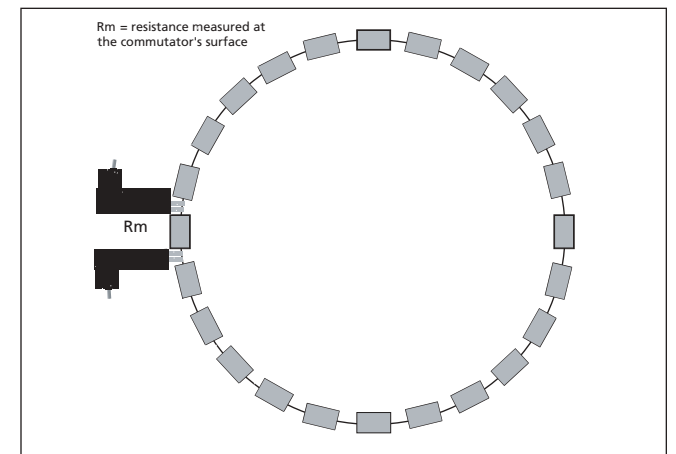 Rm = resistance measured at
the commutator's surface
Rm